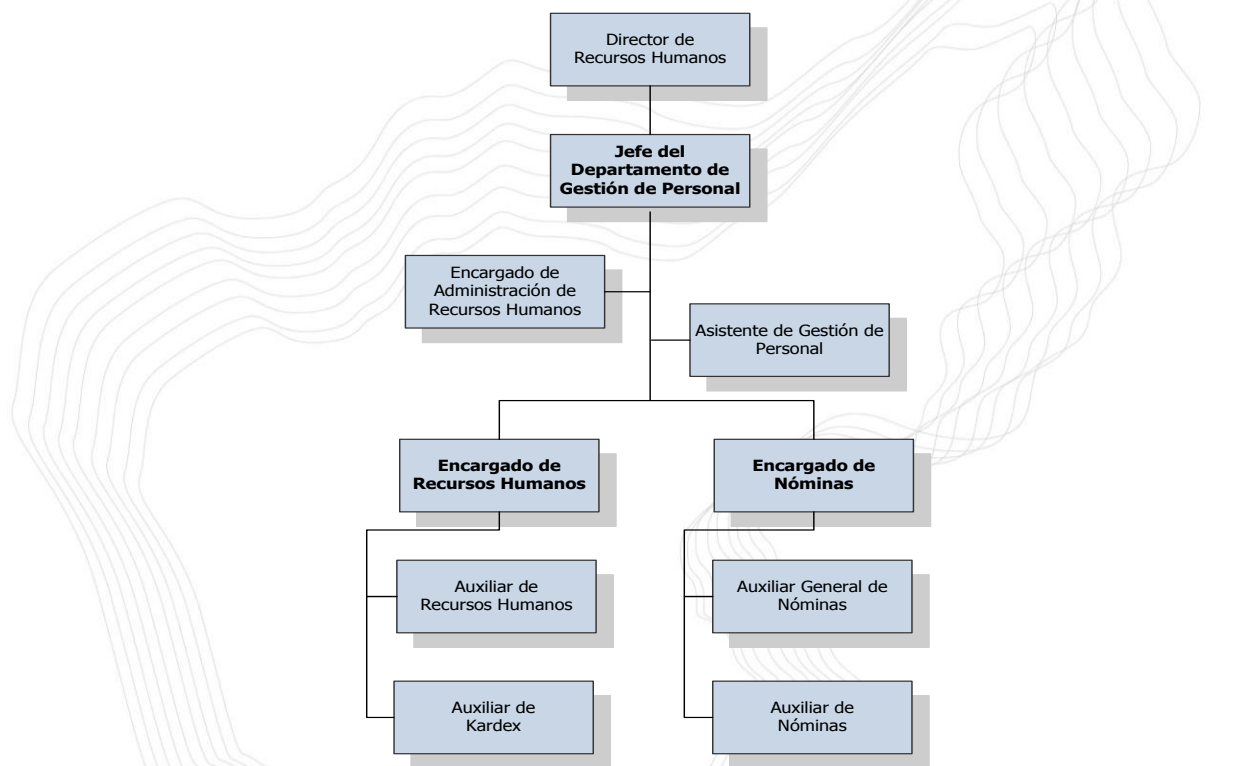 Director de
Recursos Humanos
Jefe del
Departamento de
Gestión de Personal
Encargado de
Administración de
Recursos Humanos
Asistente de Gestión de
Personal
Encargado de
Recursos Humanos
Encargado de
Nóminas
Auxiliar de
Recursos Humanos
Auxiliar General de
Nóminas
Auxiliar de
Kardex
Auxiliar de
Nóminas